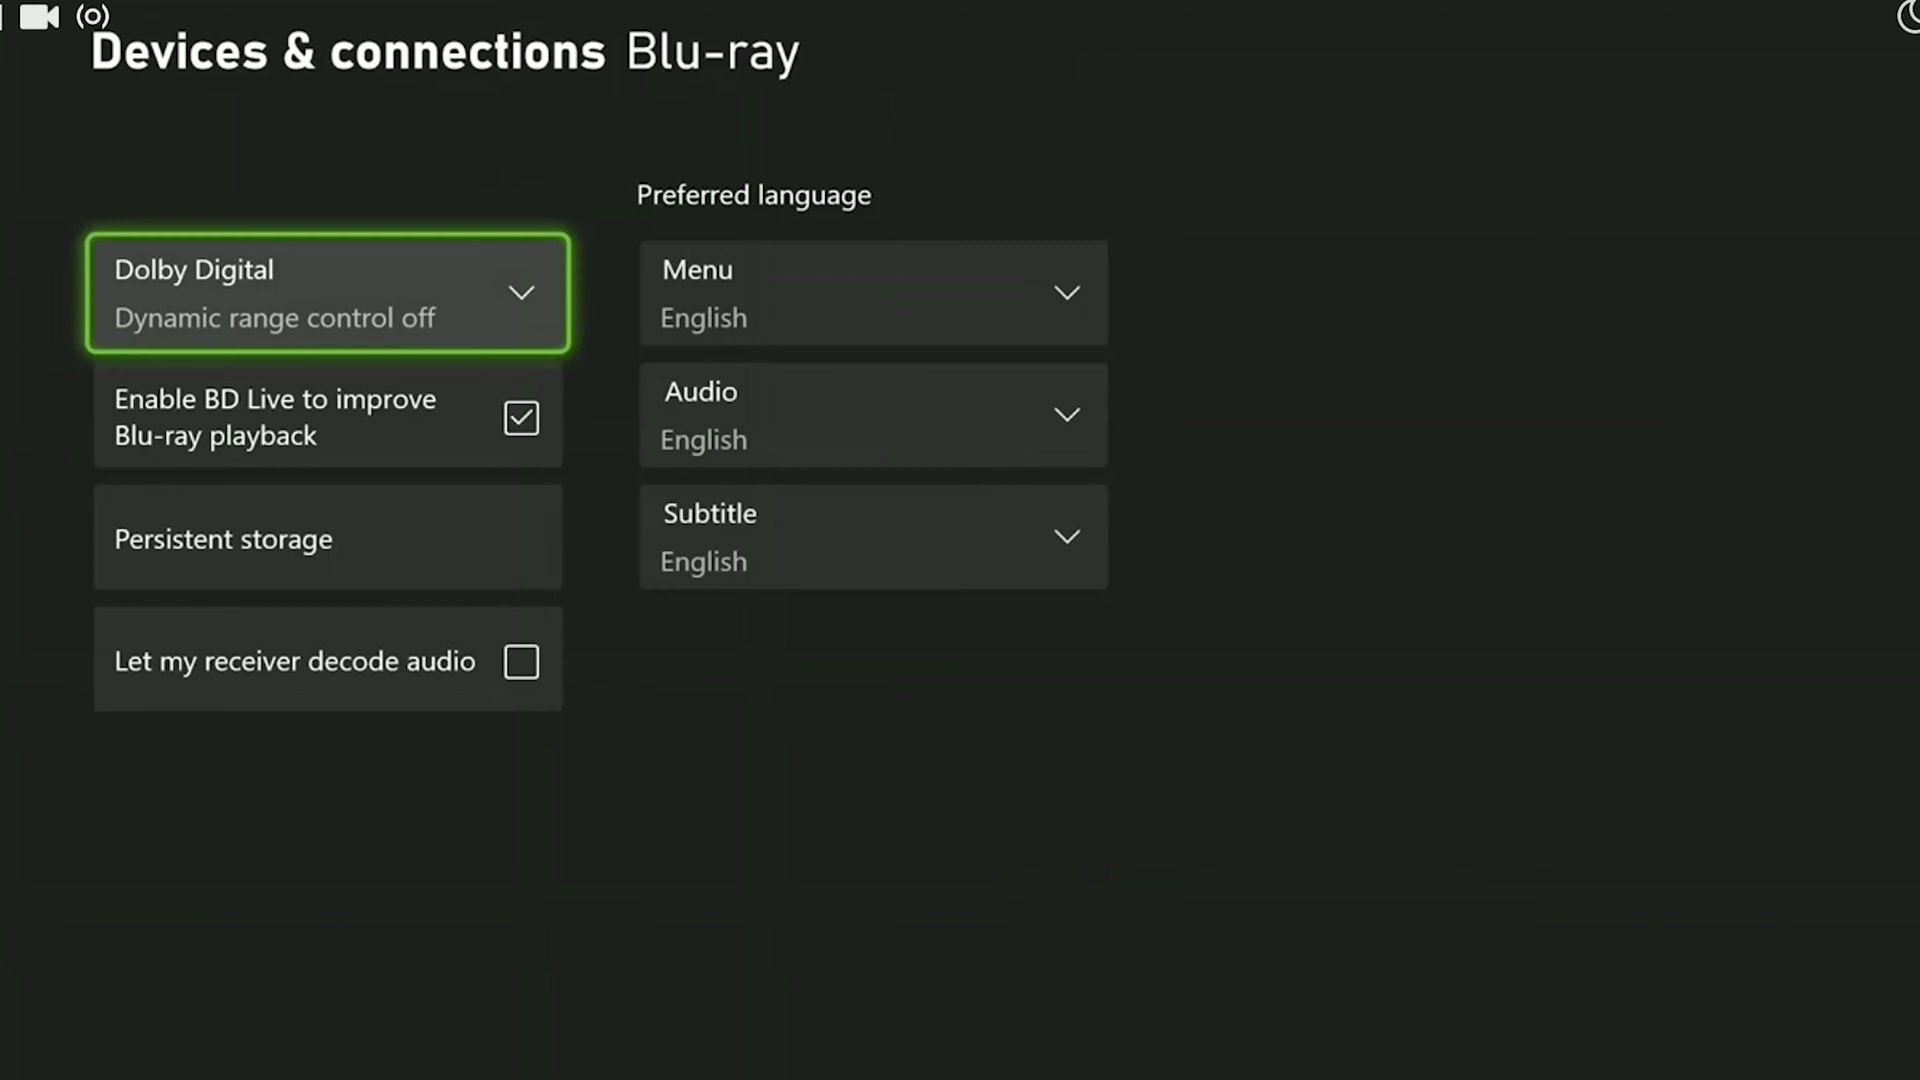 Devices & connections Blu-ray
Dolby Digital
Dynamic range control off
Enable BD Live to improve
Blu-ray playback
Persistent storage
Let my receiver decode audio
Preferred language
Menu
English
Audio
English
Subtitle
English